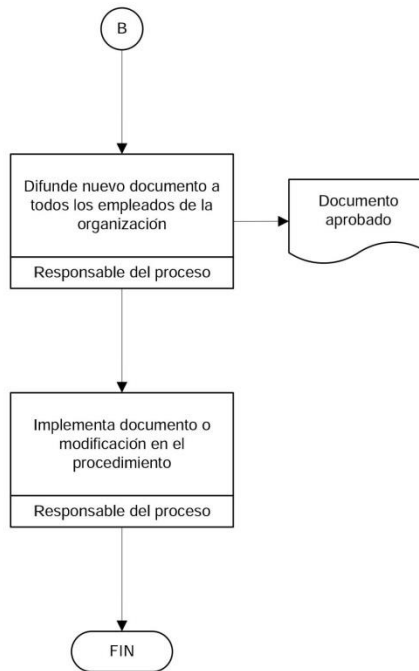 B
Difunde nuevo documento a
todos los empleados de la
organización
Responsable del proceso
Documento
aprobado
Implementa documento o
modificación en el
procedimiento
Responsable del proceso
FIN